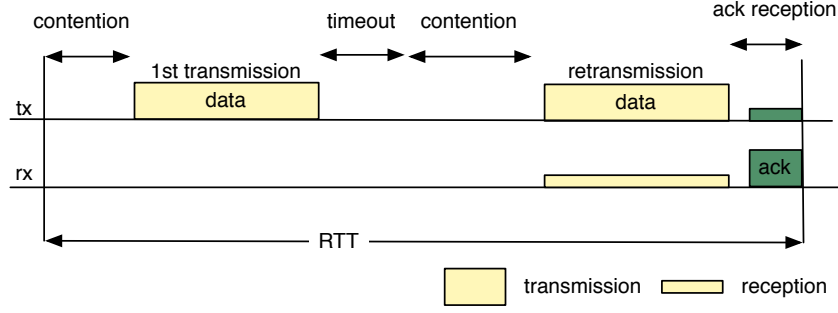 contention
timeout
contention
ack reception
1st transmission
retransmission
tx
data
data
rx
ack
RTT
transmission
reception